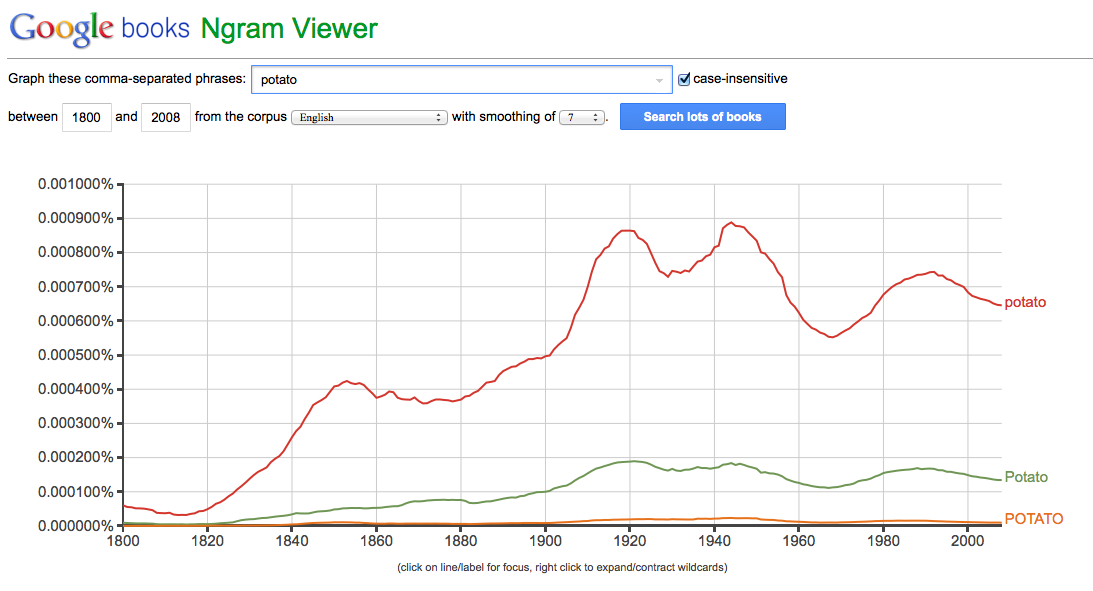 Google books Ngram Viewer
Graph these comma-separated phrases: potato case-insensitive
between 1800 and 2008 from the corpus English with smoothing of 7 . Search lots of books
0.001000%
0.000900%
0.000800%
0.000700%
0.000600%
0.000500%
0.000400%
0.000300%
0.000200%
0.000100%
0.000000%
potato
Potato
POTATO
1800 1820 1840 1860 1880 1900 1920 1940 1960 1980 2000
(click on line/label for focus, right click to expand/contract wildcards)